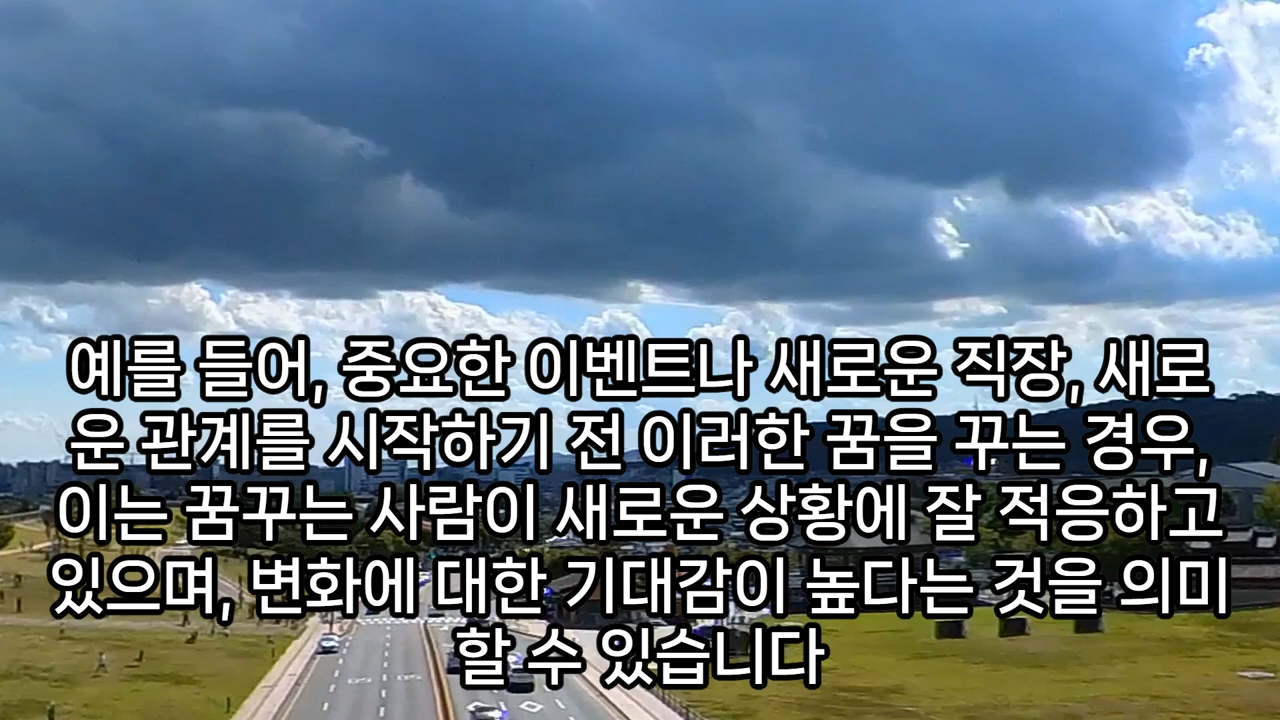 예를 들어, 중요한 이벤트나 새로운 직장, 새로
운 관계를 시작하기 전 이러한 꿈을 꾸는 경우,
이는 꿈꾸는 사람이 새로운 상황에 잘 적응하고
있으며, 변화에 대한 기대감이 높다는 것을 의미
할 수 있습니다